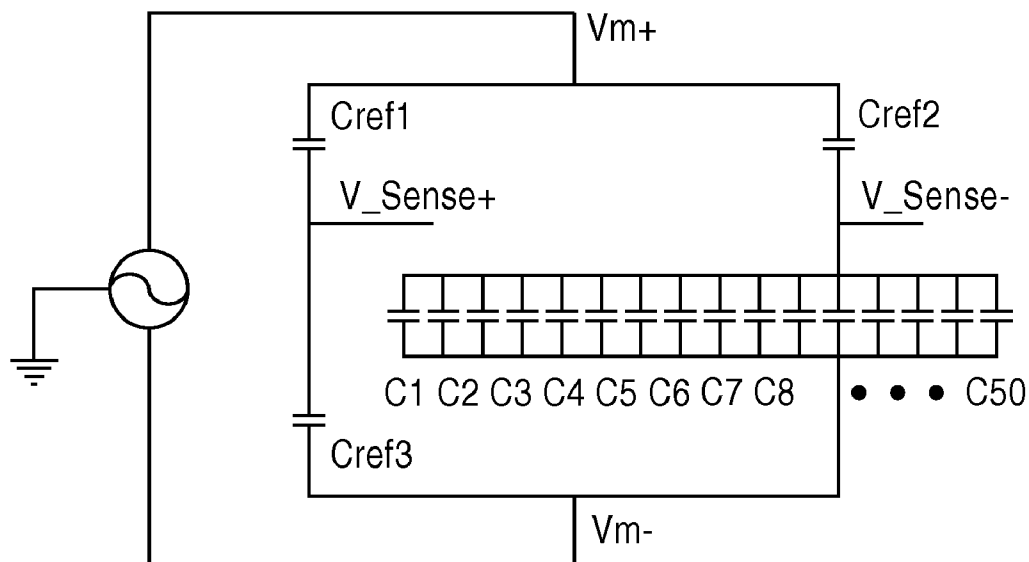 Vm+
Cref1
Cref2
V_Sense+
V_Sense-
C1 C2 C3 C4 C5 C6 C7 C8 • • • C50
Cref3
Vm-